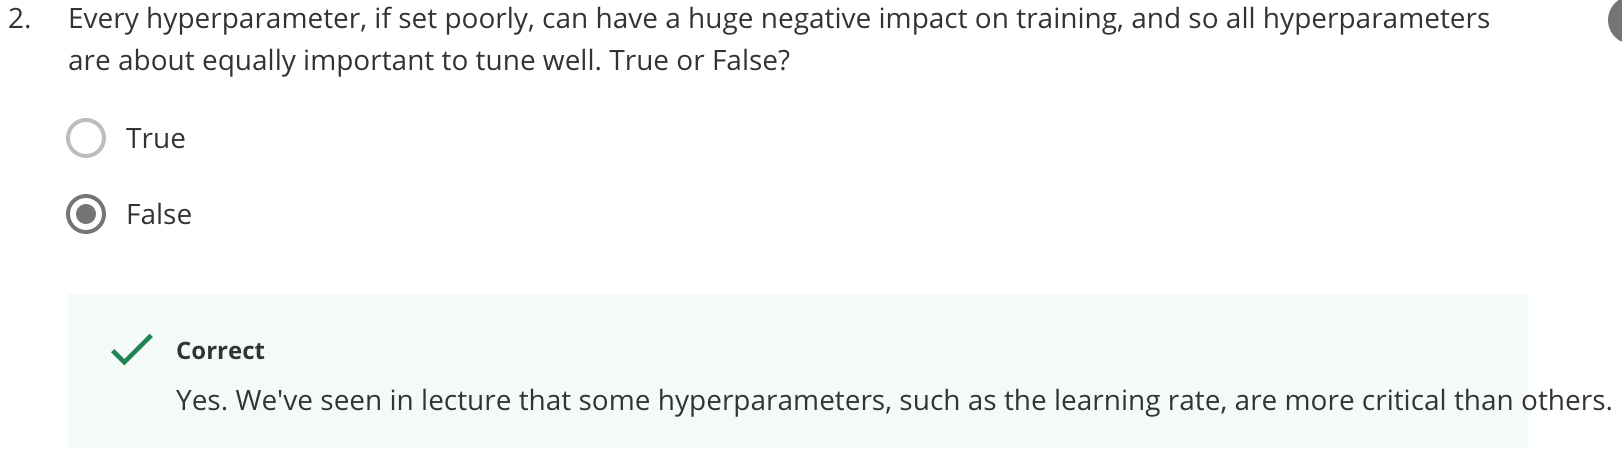 2. Every hyperparameter, if set poorly, can have a huge negative impact on training, and so all hyperparameters
are about equally important to tune well. True or False?
True
False
Correct
Yes. We've seen in lecture that some hyperparameters, such as the learning rate, are more critical than others.